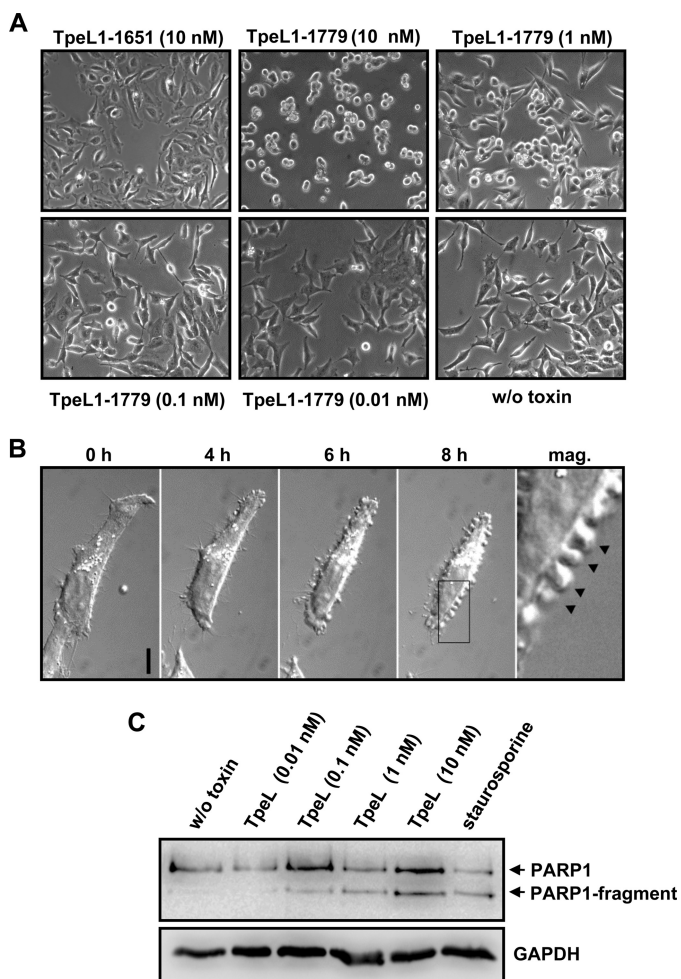 A
TpeL1-1651 (10 nM) TpeL1-1779 (10 nM) TpeL1-1779 (1 nM)
TpeL1-1779 (0.1 nM) TpeL1-1779 (0.01 nM) w/o toxin
B
0 h 4 h 6 h 8 h mag.
C
w/o toxin
TpeL (0.01 nM)
TpeL (0.1 nM)
TpeL (1 nM)
TpeL (10 nM)
staurosporine
PARP1
PARP1-fragment
GAPDH